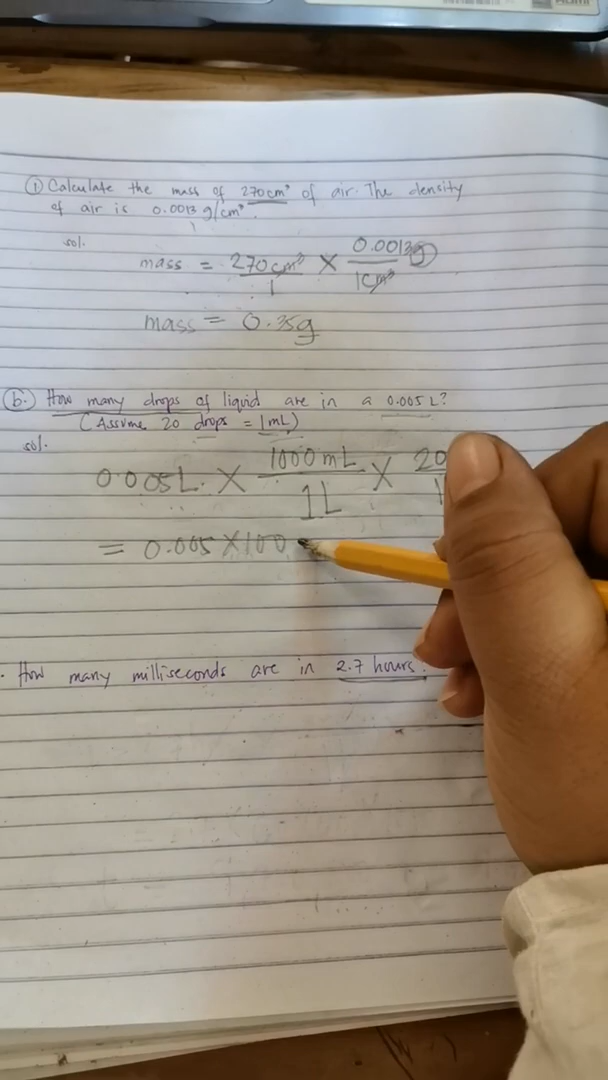 ① Calculate the mass of 270cm³ of air. The density
of air is 0.0013 g/cm³.
sol.
mass = 270cm³/1 × 0.0013g/1cm³
mass = 0.35g
⑥. How many drops of liquid are in a 0.005 L?
(Assume 20 drops = 1mL)
sol.
0.005L. × 1000mL/1L × 20/1
= 0.005 × 100
. How many milliseconds are in 2.7 hours.